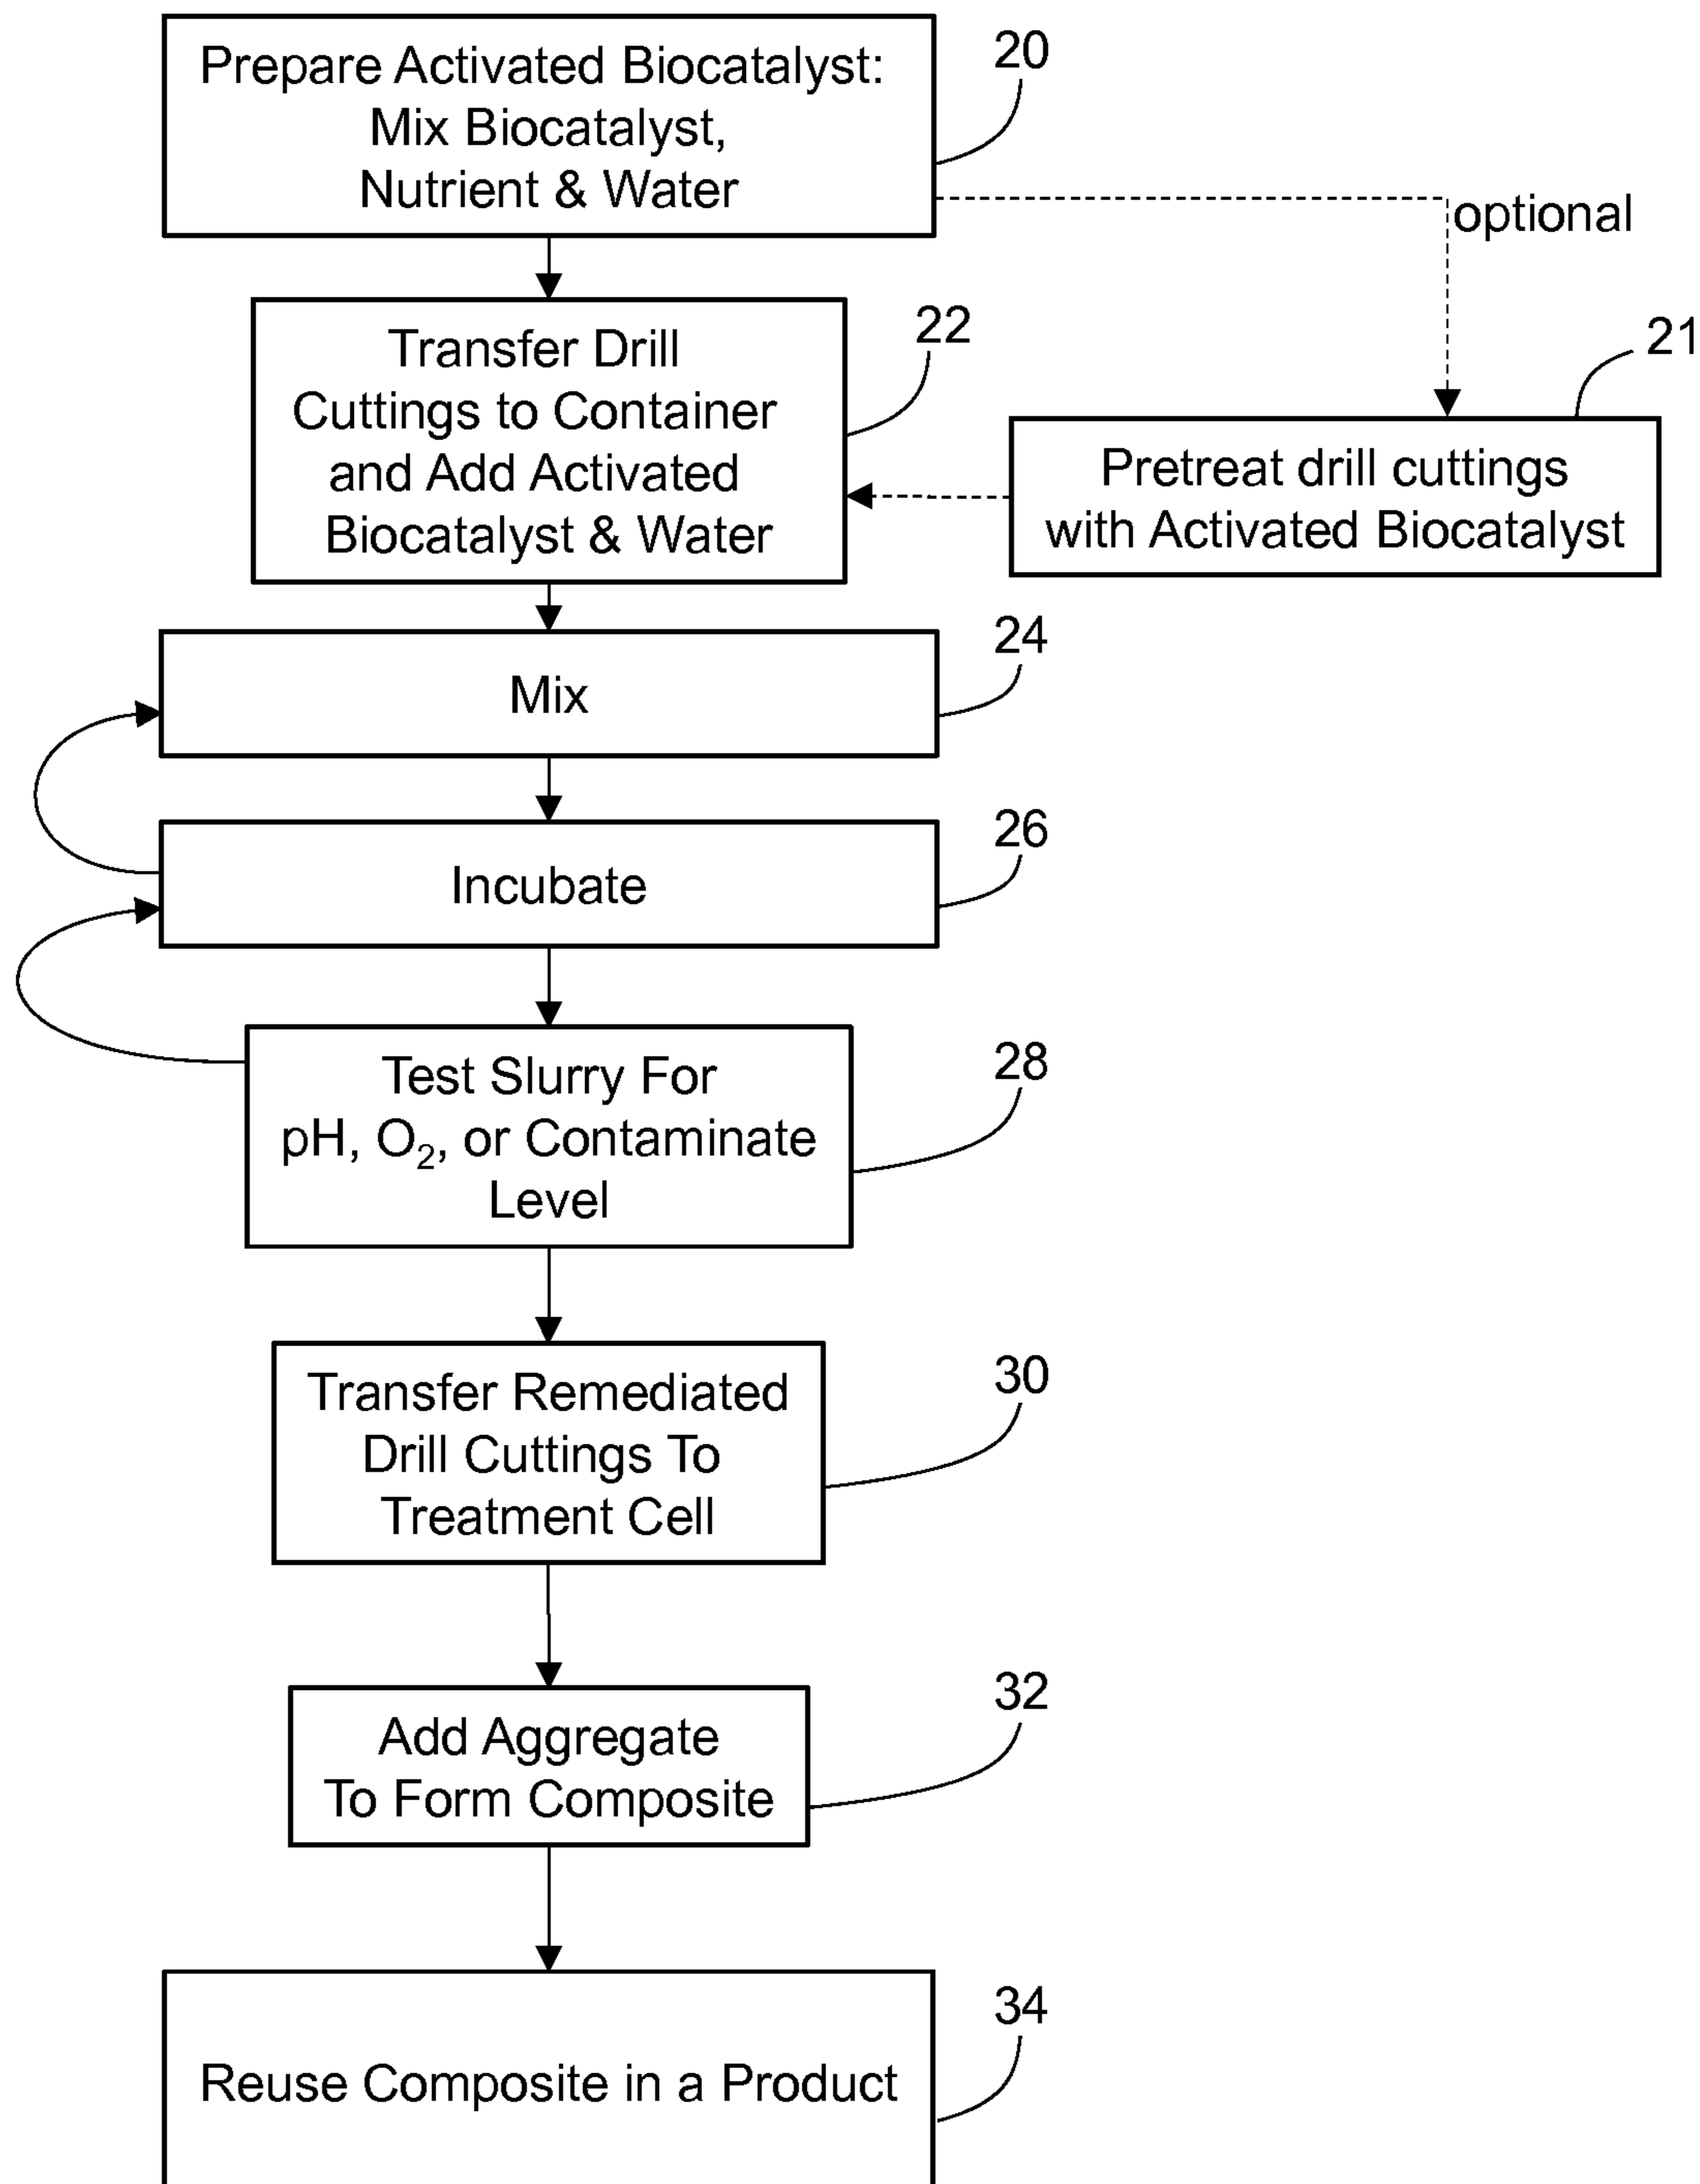 Prepare Activated Biocatalyst:
Mix Biocatalyst,
Nutrient & Water
20
optional
Transfer Drill
Cuttings to Container
and Add Activated
Biocatalyst & Water
22
21
Pretreat drill cuttings
with Activated Biocatalyst
24
Mix
26
Incubate
28
Test Slurry For
pH, O₂, or Contaminate
Level
30
Transfer Remediated
Drill Cuttings To
Treatment Cell
32
Add Aggregate
To Form Composite
34
Reuse Composite in a Product